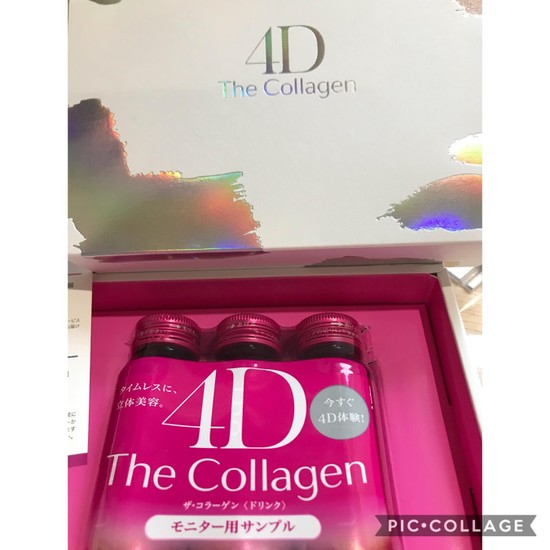 4D
The Collagen
タイムレスに、
立体美容。
4D
今すぐ
4D体験!
The Collagen
ザ・コラーゲン〈ドリンク〉
モニター用サンプル
PIC•COLLAGE